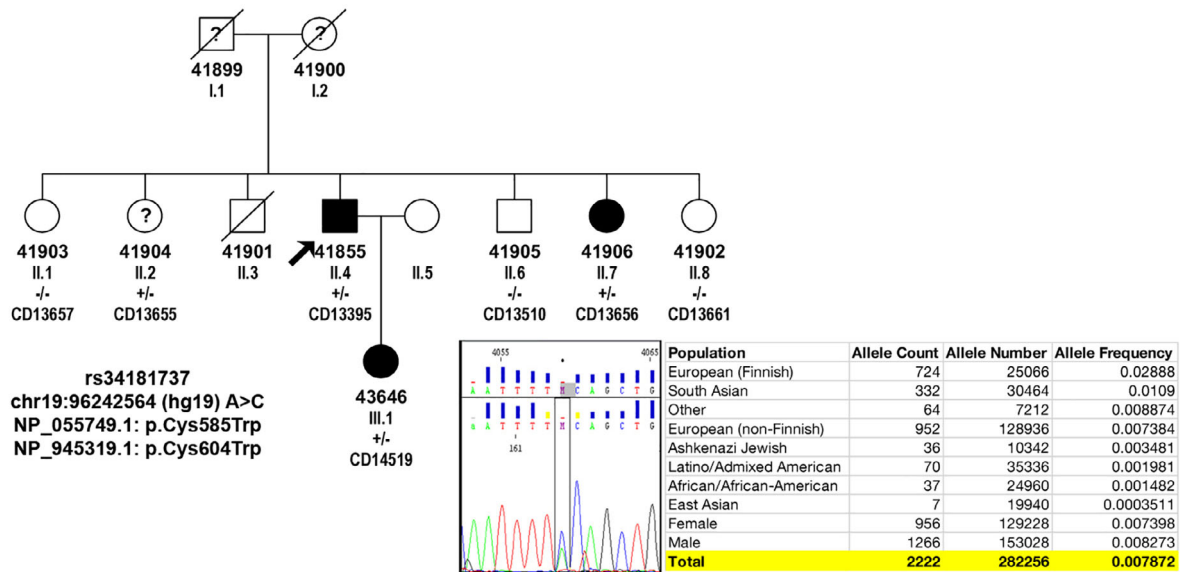 ? ?
41899 41900
I.1 I.2
?
41903 41904 41901 41855 41905 41906 41902
II.1 II.2 II.3 II.4 II.5 II.6 II.7 II.8
-/- +/- +/- -/- +/- -/-
CD13657 CD13655 CD13395 CD13510 CD13656 CD13661
43646
III.1
+/-
CD14519
rs34181737
chr19:96242564 (hg19) A>C
NP_055749.1: p.Cys585Trp
NP_945319.1: p.Cys604Trp
4055 4065
A A T T T T M C A G C T G
G A T T T T M C A G C T G
161
Population Allele Count Allele Number Allele Frequency
European (Finnish) 724 25066 0.02888
South Asian 332 30464 0.0109
Other 64 7212 0.008874
European (non-Finnish) 952 128936 0.007384
Ashkenazi Jewish 36 10342 0.003481
Latino/Admixed American 70 35336 0.001981
African/African-American 37 24960 0.001482
East Asian 7 19940 0.0003511
Female 956 129228 0.007398
Male 1266 153028 0.008273
Total 2222 282256 0.007872